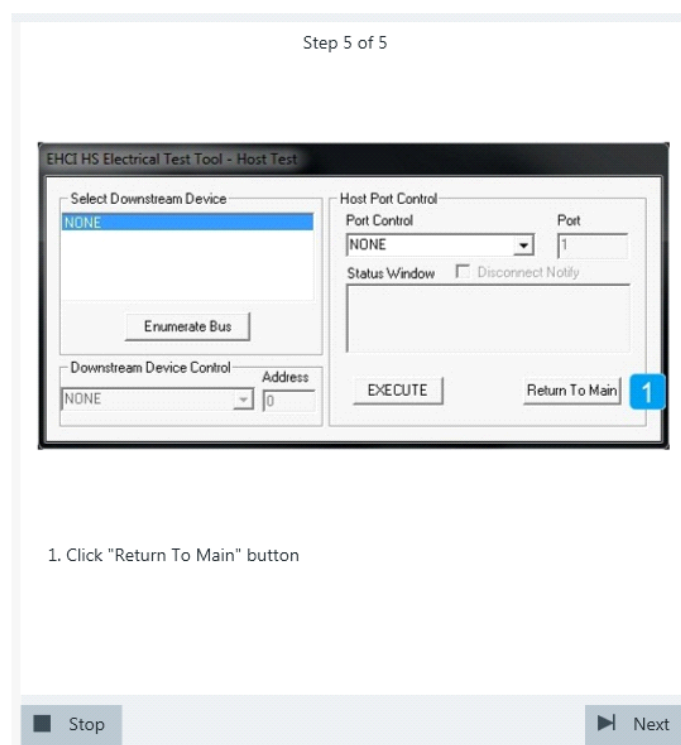 Step 5 of 5
EHCI HS Electrical Test Tool - Host Test
Select Downstream Device
NONE
Enumerate Bus
Downstream Device Control
Address
NONE
0
Host Port Control
Port Control
Port
NONE
1
Status Window
Disconnect Notify
EXECUTE
Return To Main
1
1. Click "Return To Main" button
Stop
Next